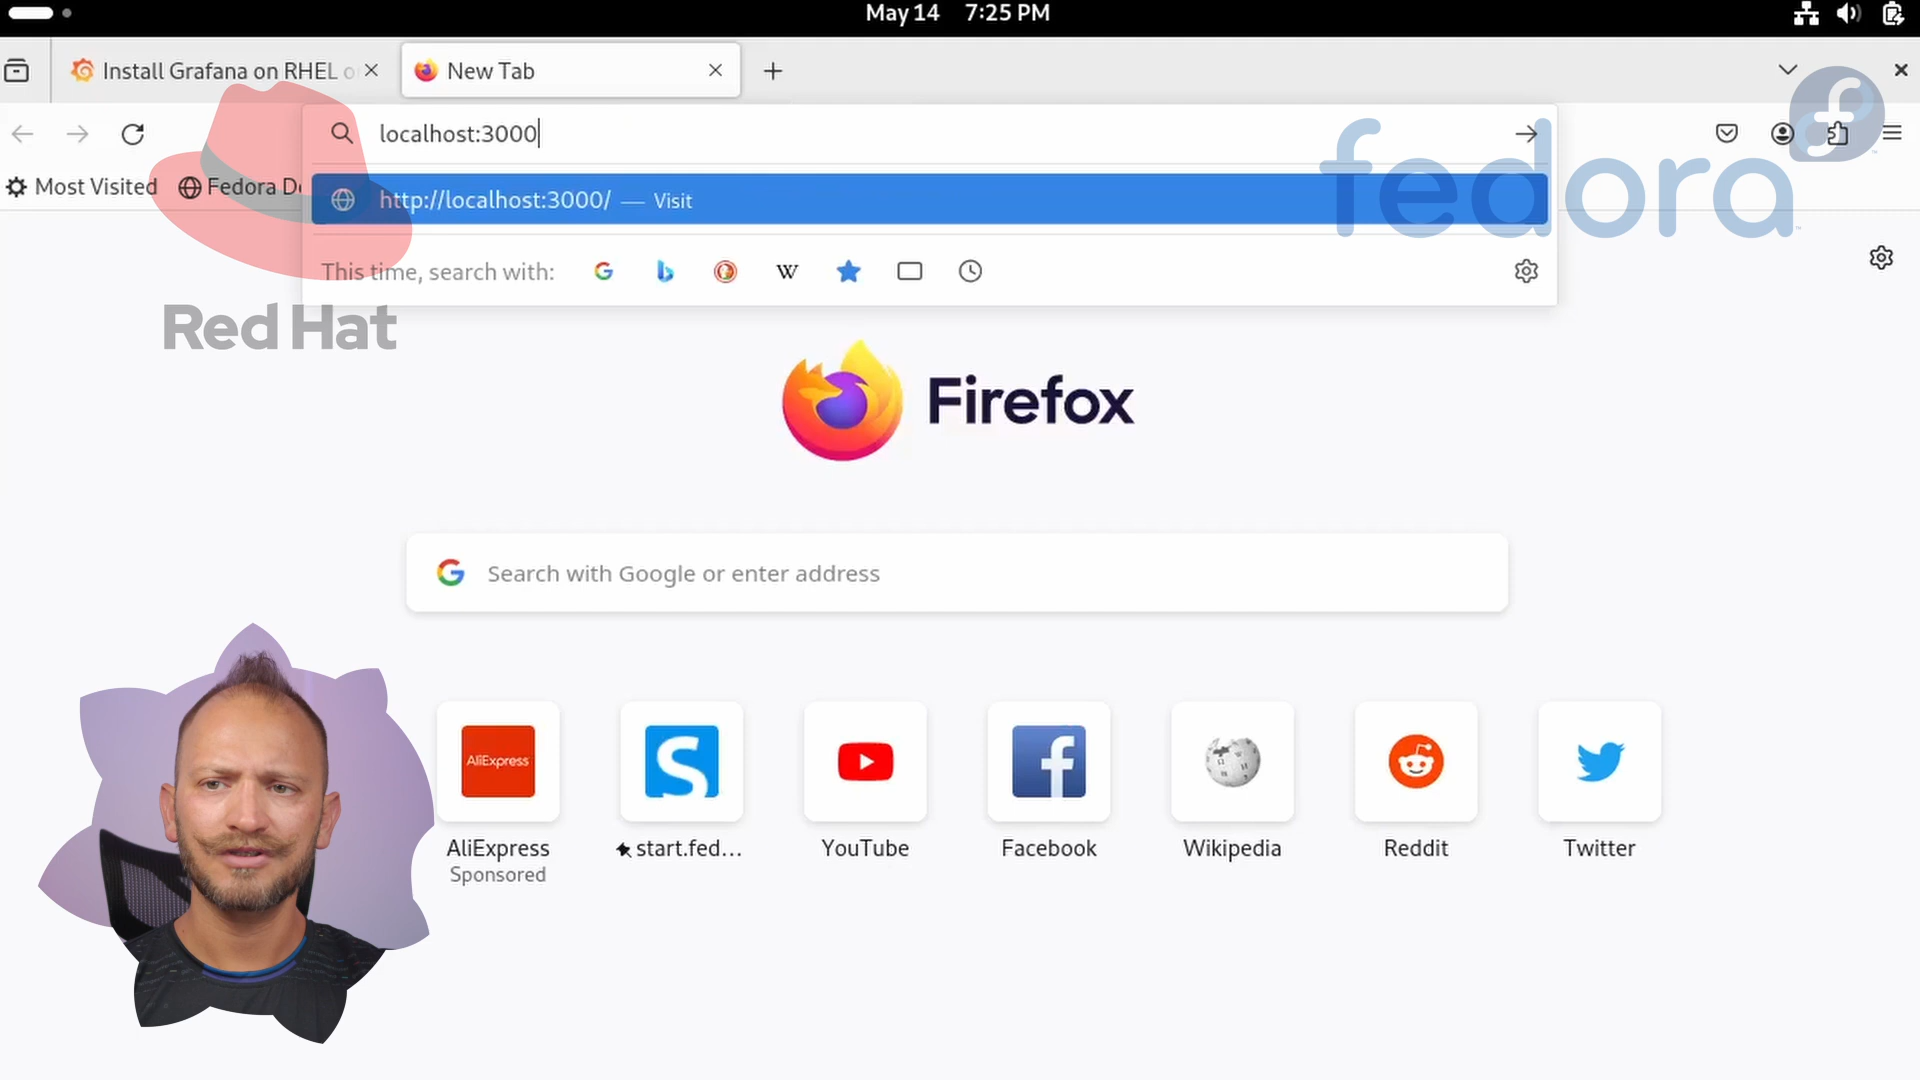 May 14 7:25 PM
Install Grafana on RHEL o
New Tab
localhost:3000
Most Visited
Fedora Do
http://localhost:3000/ — Visit
fedora
This time, search with:
Red Hat
Firefox
Search with Google or enter address
AliExpress
AliExpress
start.fed...
YouTube
Facebook
Wikipedia
Reddit
Twitter
Sponsored